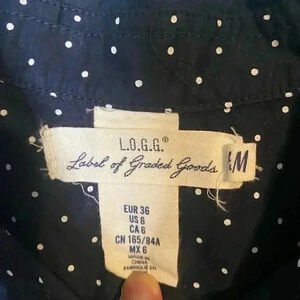 L.O.G.G.®
Label of Graded Goods
&M
EUR 36
US 6
CA 6
CN 165/84A
MX 6
MADE IN
CHINA
FABRIQUÉ EN